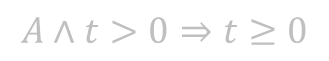 A ∧ t > 0 ⇒ t ≥ 0